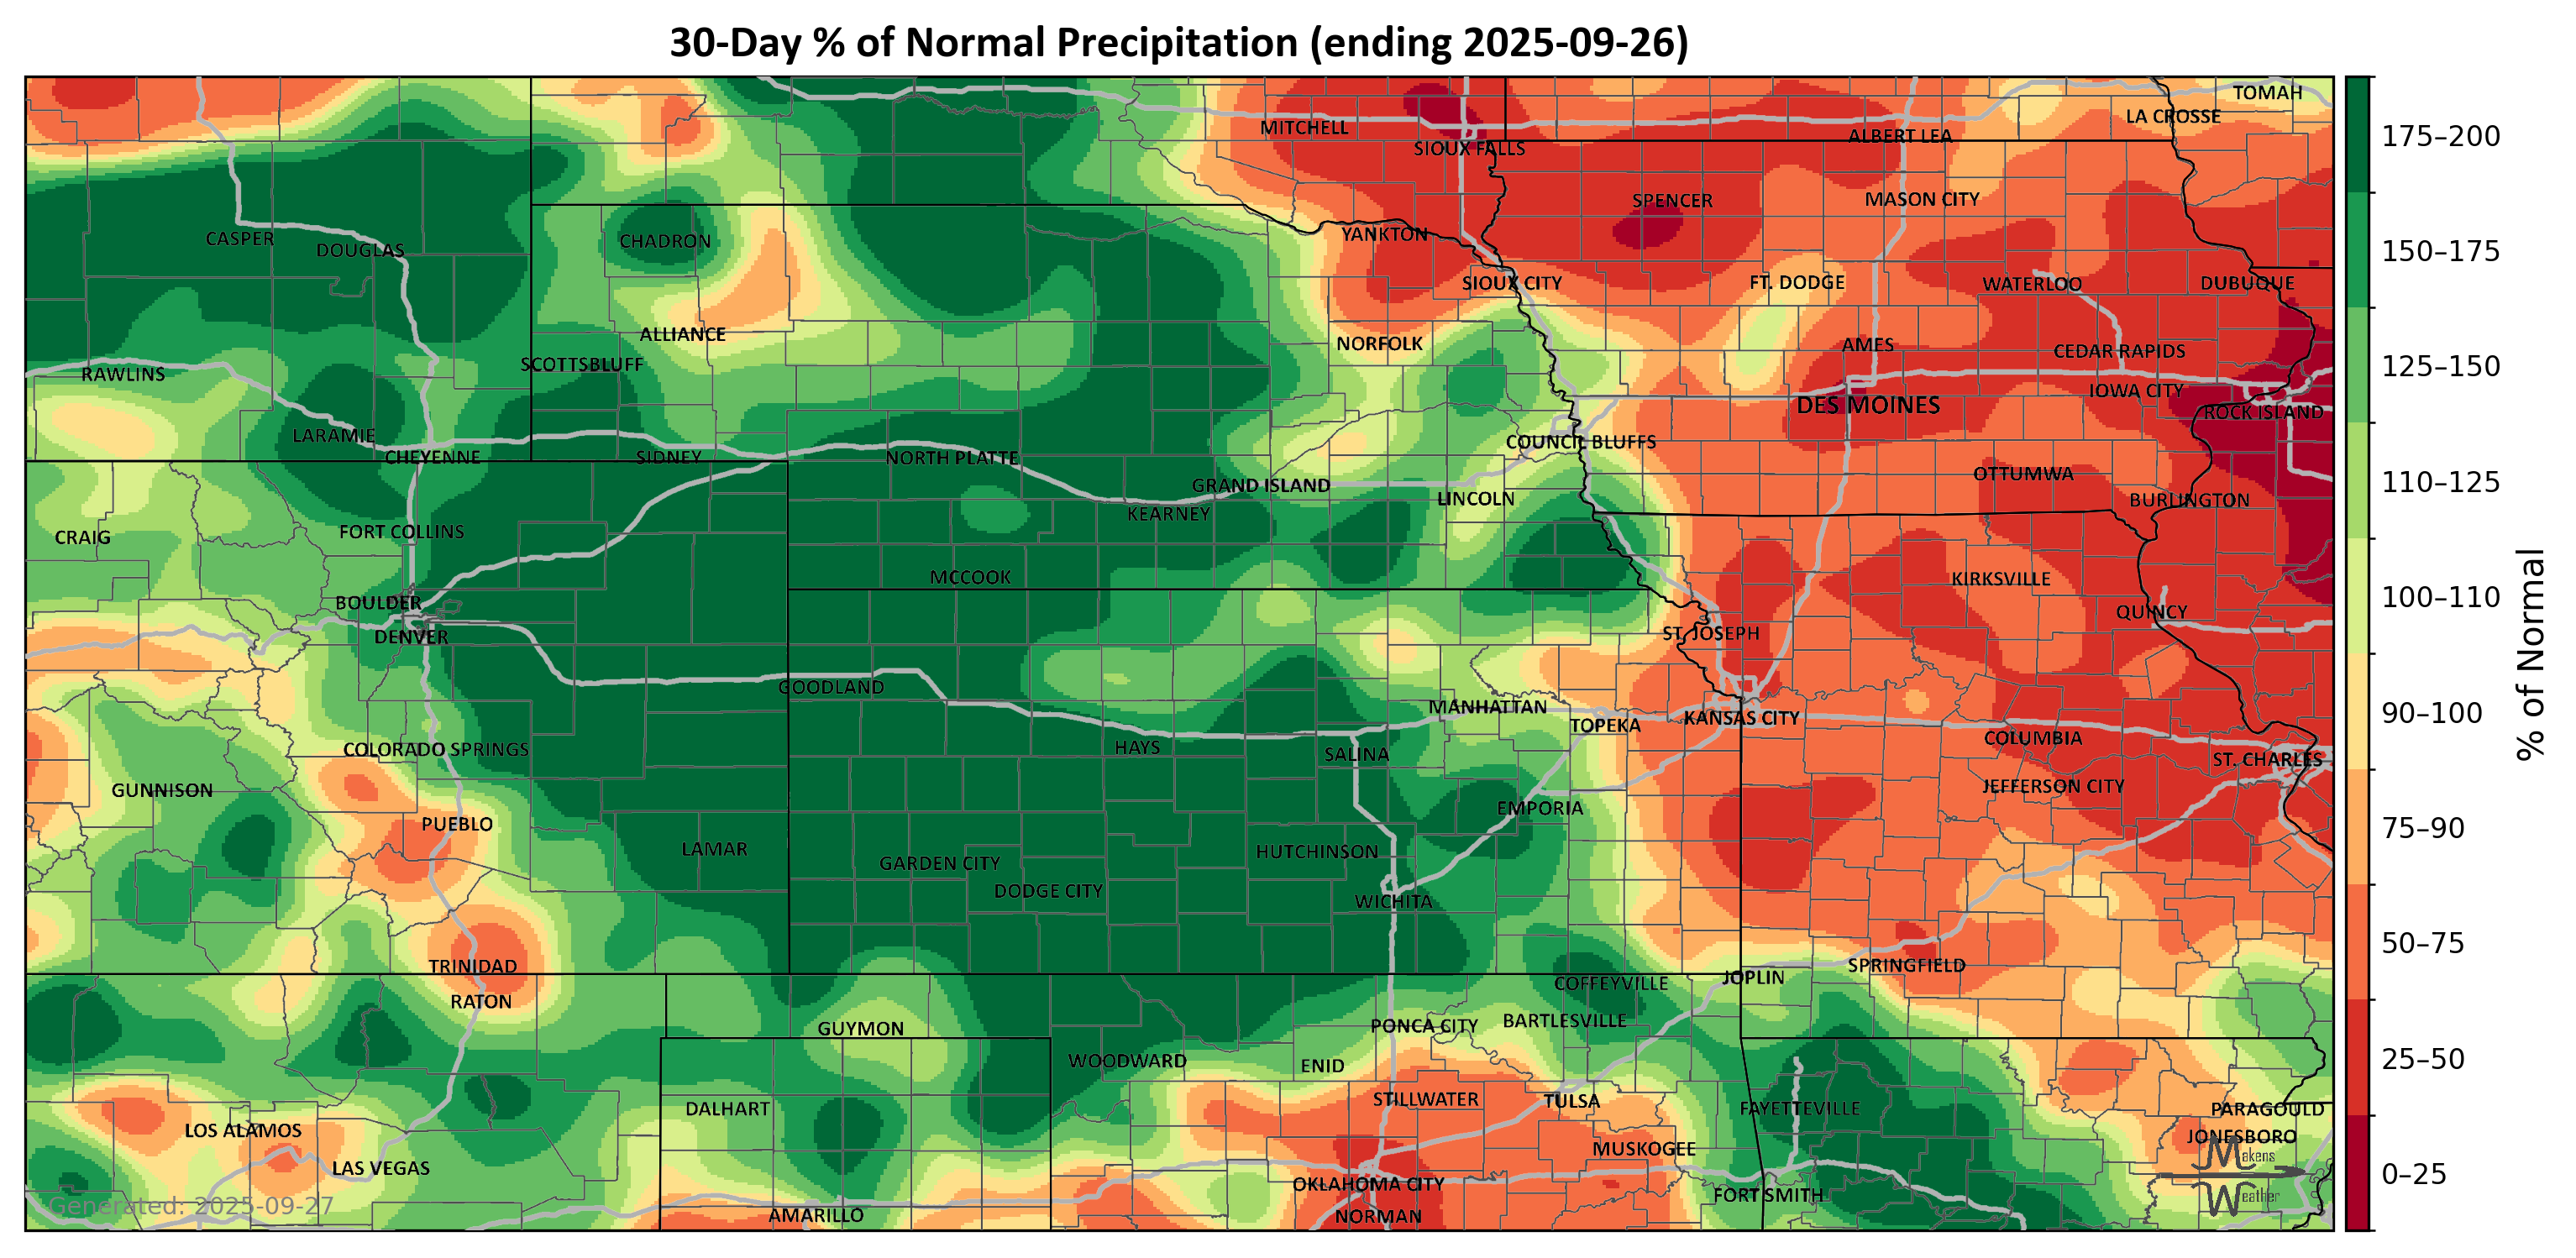 30-Day % of Normal Precipitation (ending 2025-09-26)
TOMAH
LA CROSSE
MITCHELL
ALBERT LEA
SIOUX FALLS
SPENCER
MASON CITY
YANKTON
CASPER
CHADRON
DOUGLAS
SIOUX CITY
FT. DODGE
WATERLOO
DUBUQUE
ALLIANCE
NORFOLK
AMES
CEDAR RAPIDS
SCOTTSBLUFF
RAWLINS
IOWA CITY
DES MOINES
ROCK ISLAND
LARAMIE
COUNCIL BLUFFS
CHEYENNE
SIDNEY
NORTH PLATTE
OTTUMWA
GRAND ISLAND
LINCOLN
BURLINGTON
KEARNEY
FORT COLLINS
CRAIG
MCCOOK
KIRKSVILLE
BOULDER
QUINCY
DENVER
ST. JOSEPH
GOODLAND
MANHATTAN
TOPEKA
KANSAS CITY
COLUMBIA
COLORADO SPRINGS
HAYS
SALINA
ST. CHARLES
GUNNISON
JEFFERSON CITY
EMPORIA
PUEBLO
LAMAR
HUTCHINSON
GARDEN CITY
DODGE CITY
WICHITA
TRINIDAD
SPRINGFIELD
JOPLIN
COFFEYVILLE
RATON
BARTLESVILLE
GUYMON
PONCA CITY
WOODWARD
ENID
STILLWATER
TULSA
DALHART
FAYETTEVILLE
PARAGOULD
LOS ALAMOS
JONESBORO
MUSKOGEE
LAS VEGAS
OKLAHOMA CITY
FORT SMITH
AMARILLO
NORMAN
Generated: 2025-09-27
Makens
Weather
175–200
150–175
125–150
110–125
100–110
90–100
75–90
50–75
25–50
0–25
% of Normal